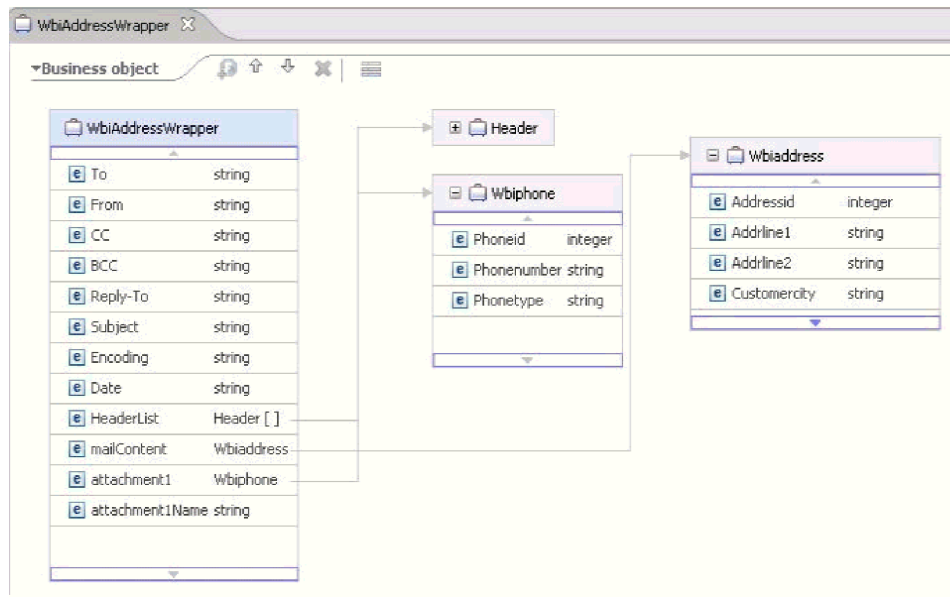 WbiAddressWrapper
Business object
WbiAddressWrapper
e To string
e From string
e CC string
e BCC string
e Reply-To string
e Subject string
e Encoding string
e Date string
e HeaderList Header [ ]
e mailContent Wbiaddress
e attachment1 Wbiphone
e attachment1Name string
Header
Wbiphone
e Phoneid integer
e Phonenumber string
e Phonetype string
Wbiaddress
e Addressid integer
e Addrline1 string
e Addrline2 string
e Customercity string